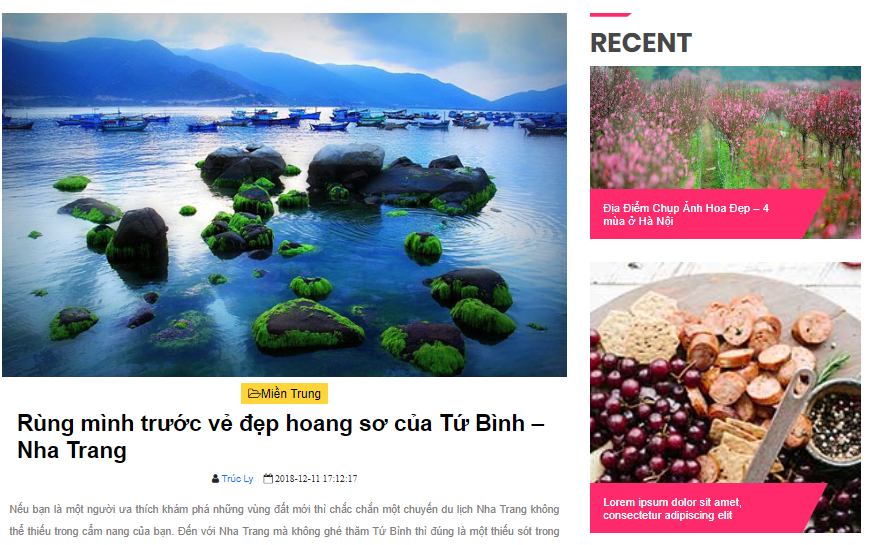 Miền Trung
Rùng mình trước vẻ đẹp hoang sơ của Tứ Bình –
Nha Trang
Trúc Ly 2018-12-11 17:12:17
Nếu bạn là một người ưa thích khám phá những vùng đất mới thì chắc chắn một chuyến du lịch Nha Trang không
thể thiếu trong cẩm nang của bạn. Đến với Nha Trang mà không ghé thăm Tứ Bình thì đúng là một thiếu sót trong
RECENT
Địa Điểm Chụp Ảnh Hoa Đẹp – 4
mùa ở Hà Nội
Lorem ipsum dolor sit amet,
consectetur adipiscing elit